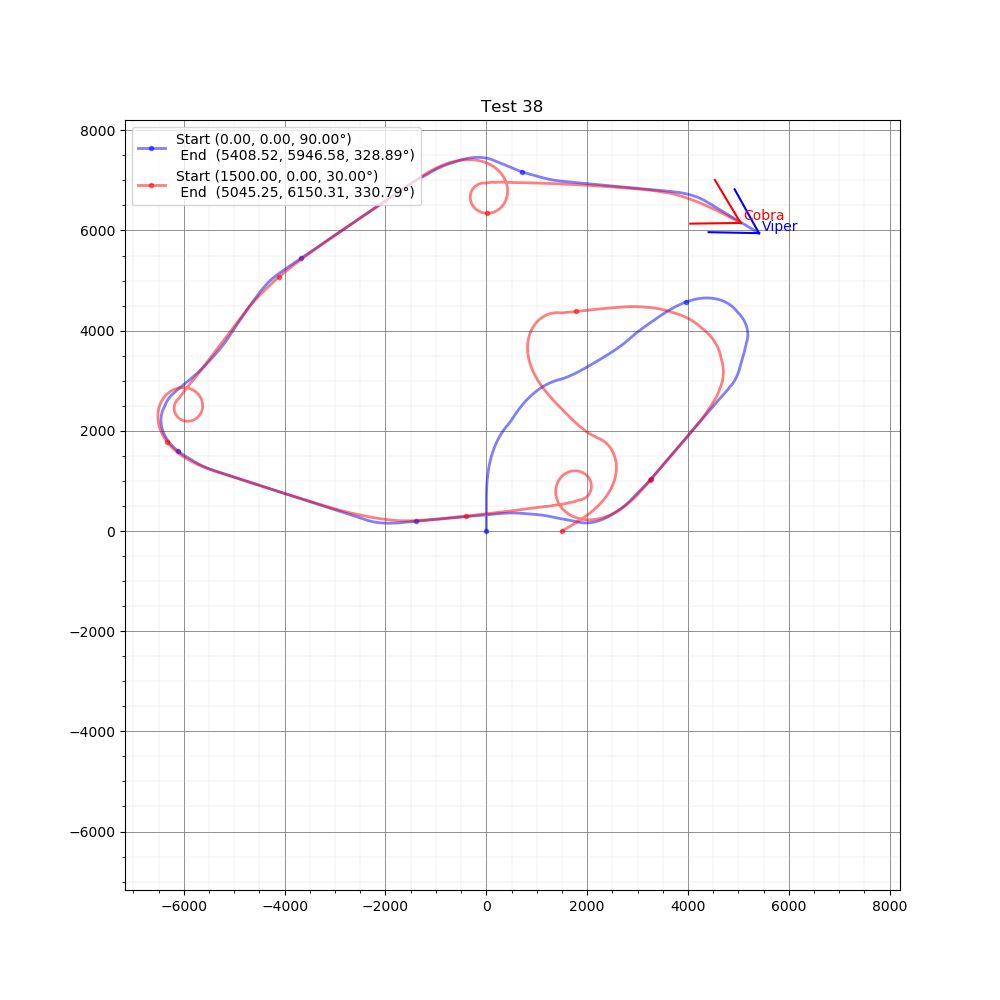 Test 38
Start (0.00, 0.00, 90.00°)
End (5408.52, 5946.58, 328.89°)
Start (1500.00, 0.00, 30.00°)
End (5045.25, 6150.31, 330.79°)
Cobra
Viper
8000
6000
4000
2000
0
−2000
−4000
−6000
−6000 −4000 −2000 0 2000 4000 6000 8000